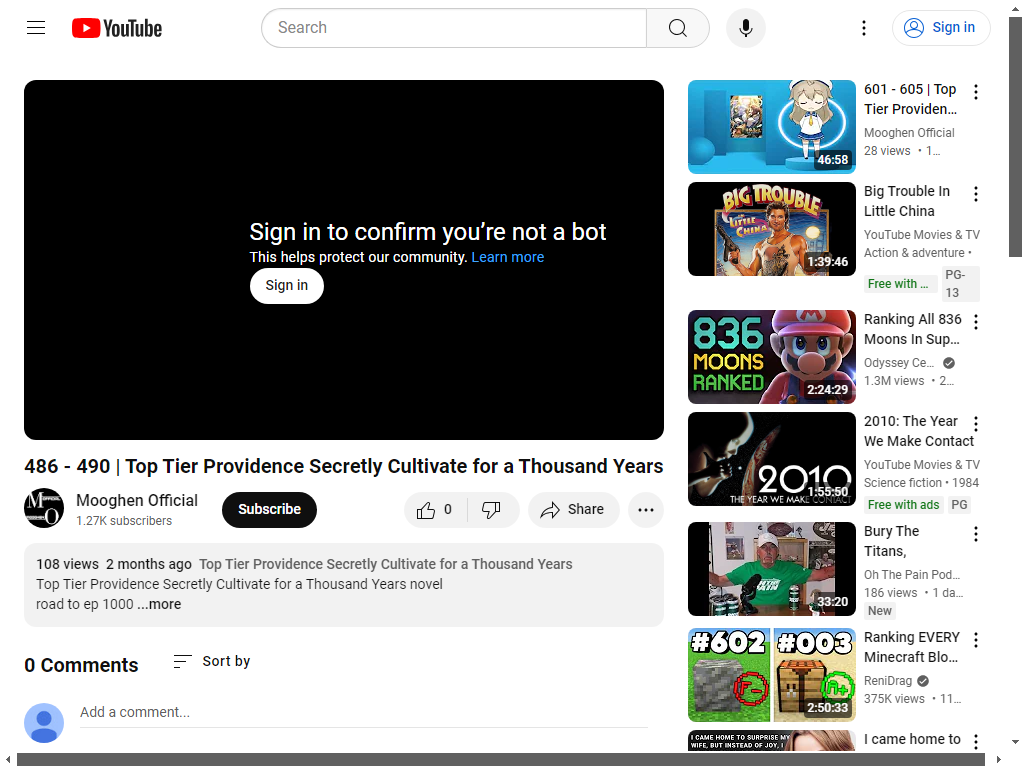 YouTube
Search
Sign in
Sign in to confirm you're not a bot
This helps protect our community. Learn more
Sign in
486 - 490 | Top Tier Providence Secretly Cultivate for a Thousand Years
Mooghen Official
1.27K subscribers
Subscribe
0
Share
108 views 2 months ago Top Tier Providence Secretly Cultivate for a Thousand Years
Top Tier Providence Secretly Cultivate for a Thousand Years novel
road to ep 1000 ...more
0 Comments
Sort by
Add a comment...
46:58
601 - 605 | Top
Tier Providen...
Mooghen Official
28 views • 1...
BIG TROUBLE
IN LITTLE
CHINA
1:39:46
Big Trouble In
Little China
YouTube Movies & TV
Action & adventure •
Free with ...
PG-
13
836
MOONS
RANKED
2:24:29
Ranking All 836
Moons In Sup...
Odyssey Ce...
1.3M views • 2...
2010
THE YEAR WE MAKE CONTACT
1:55:50
2010: The Year
We Make Contact
YouTube Movies & TV
Science fiction • 1984
Free with ads
PG
33:20
Bury The
Titans,
Oh The Pain Pod...
186 views • 1 da...
New
#602 #003
F- A+
2:50:33
Ranking EVERY
Minecraft Blo...
ReniDrag
375K views • 11...
I CAME HOME TO SURPRISE MY
WIFE, BUT INSTEAD OF JOY, I
I came home to